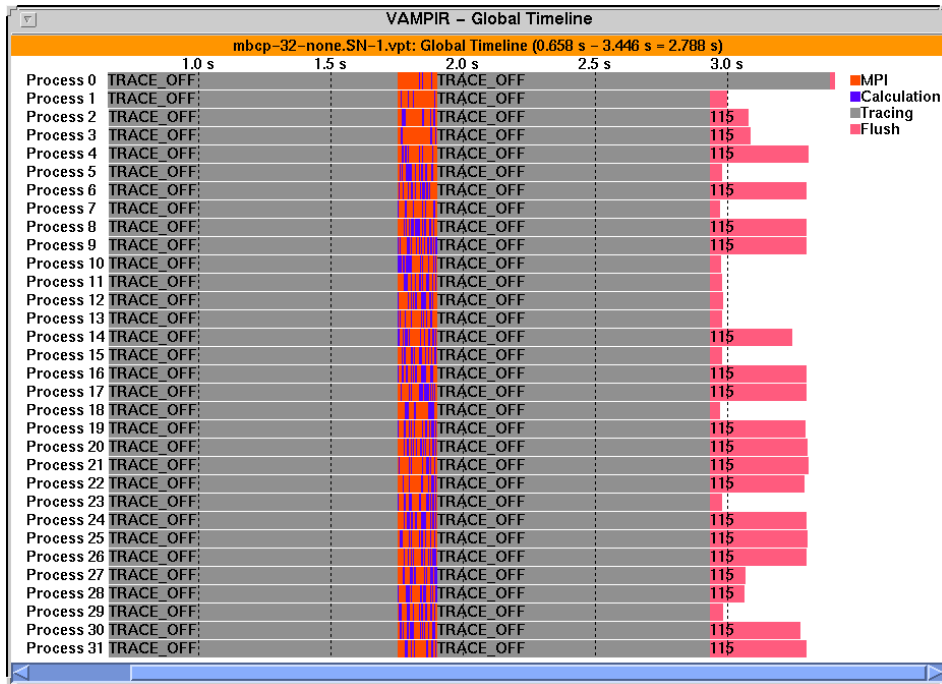 VAMPIR – Global Timeline
mbcp-32-none.SN-1.vpt: Global Timeline (0.658 s – 3.446 s = 2.788 s)
1.0 s 1.5 s 2.0 s 2.5 s 3.0 s
Process 0 TRACE_OFF TRACE_OFF
Process 1 TRACE_OFF TRACE_OFF
Process 2 TRACE_OFF TRACE_OFF 115
Process 3 TRACE_OFF TRACE_OFF 115
Process 4 TRACE_OFF TRACE_OFF 115
Process 5 TRACE_OFF TRACE_OFF
Process 6 TRACE_OFF TRACE_OFF 115
Process 7 TRACE_OFF TRACE_OFF
Process 8 TRACE_OFF TRACE_OFF 115
Process 9 TRACE_OFF TRACE_OFF 115
Process 10 TRACE_OFF TRACE_OFF
Process 11 TRACE_OFF TRACE_OFF
Process 12 TRACE_OFF TRACE_OFF
Process 13 TRACE_OFF TRACE_OFF
Process 14 TRACE_OFF TRACE_OFF 115
Process 15 TRACE_OFF TRACE_OFF
Process 16 TRACE_OFF TRACE_OFF 115
Process 17 TRACE_OFF TRACE_OFF 115
Process 18 TRACE_OFF TRACE_OFF
Process 19 TRACE_OFF TRACE_OFF 115
Process 20 TRACE_OFF TRACE_OFF 115
Process 21 TRACE_OFF TRACE_OFF 115
Process 22 TRACE_OFF TRACE_OFF 115
Process 23 TRACE_OFF TRACE_OFF
Process 24 TRACE_OFF TRACE_OFF 115
Process 25 TRACE_OFF TRACE_OFF 115
Process 26 TRACE_OFF TRACE_OFF 115
Process 27 TRACE_OFF TRACE_OFF 115
Process 28 TRACE_OFF TRACE_OFF 115
Process 29 TRACE_OFF TRACE_OFF
Process 30 TRACE_OFF TRACE_OFF 115
Process 31 TRACE_OFF TRACE_OFF 115
MPI
Calculation
Tracing
Flush